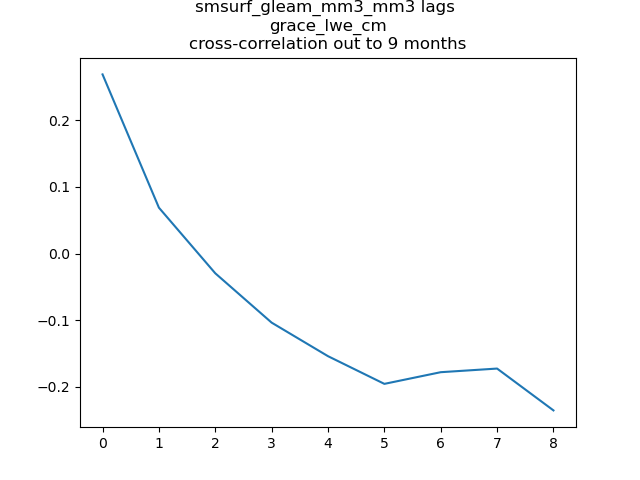 smsurf_gleam_mm3_mm3 lags
grace_lwe_cm
cross-correlation out to 9 months
0.2
0.1
0.0
−0.1
−0.2
0 1 2 3 4 5 6 7 8